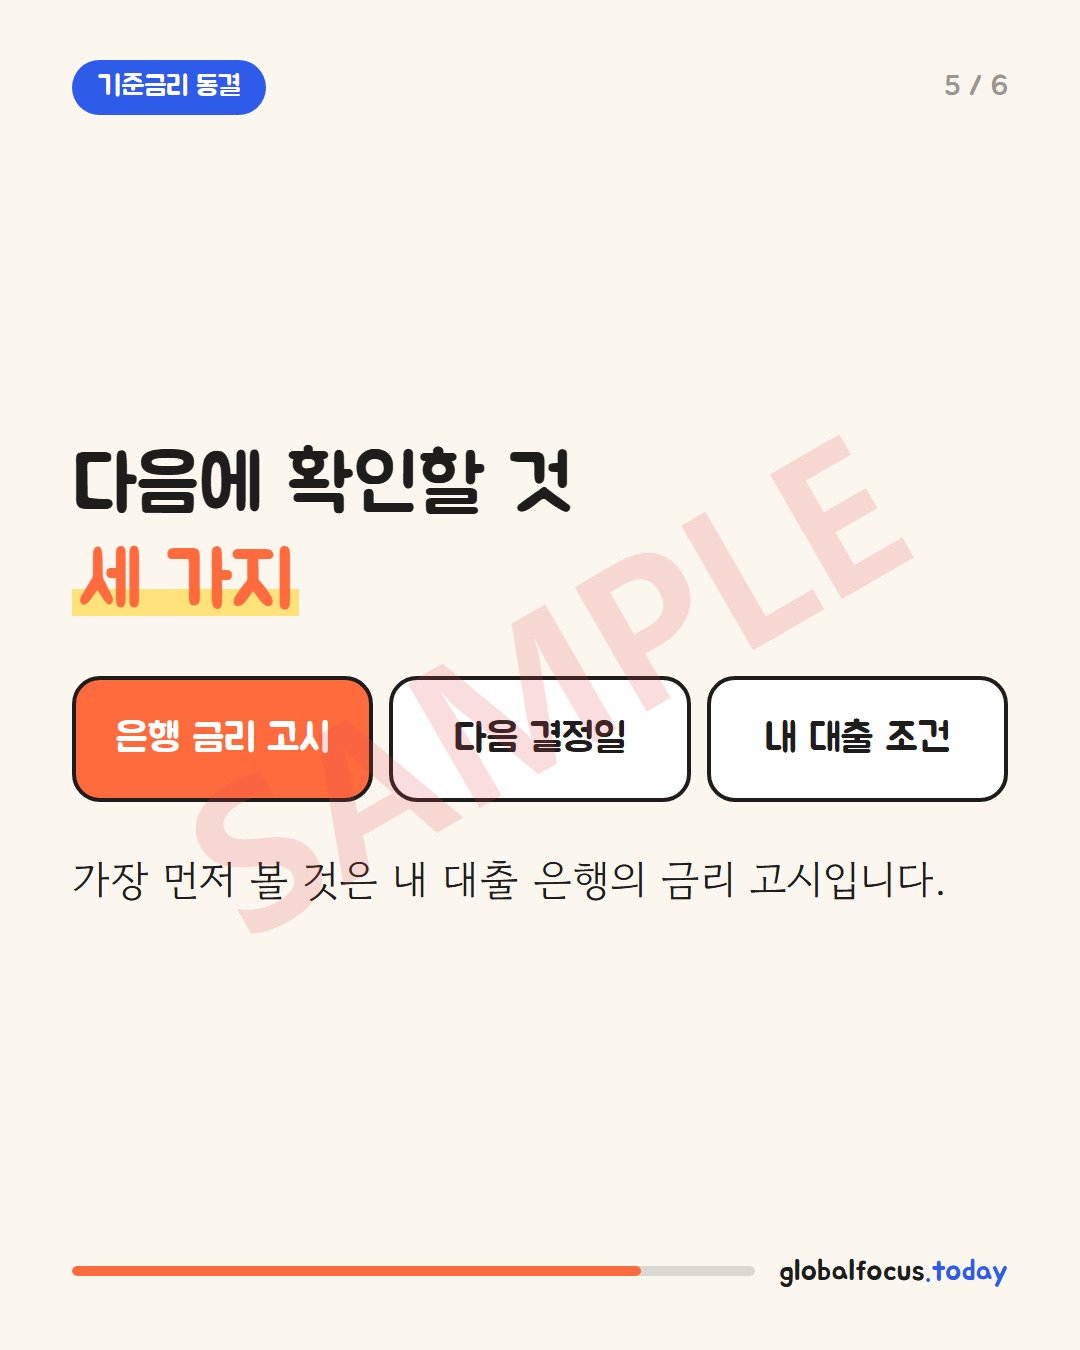 기준금리 동결
5 / 6
다음에 확인할 것
세 가지
은행 금리 고시
다음 결정일
내 대출 조건
가장 먼저 볼 것은 내 대출 은행의 금리 고시입니다.
SAMPLE
globalfocus.today